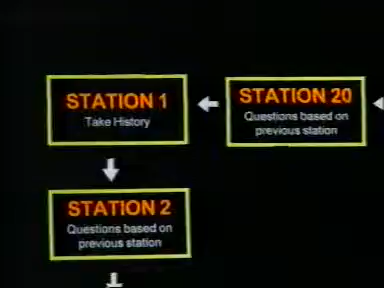 STATION 1
Take History
STATION 20
Questions based on
previous station
STATION 2
Questions based on
previous station